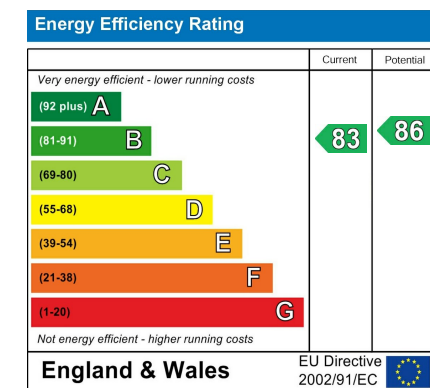 Energy Efficiency Rating
Current Potential
Very energy efficient - lower running costs
(92 plus) A
(81-91) B
83 86
(69-80) C
(55-68) D
(39-54) E
(21-38) F
(1-20) G
Not energy efficient - higher running costs
England & Wales
EU Directive
2002/91/EC